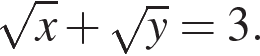 √x + √y = 3.